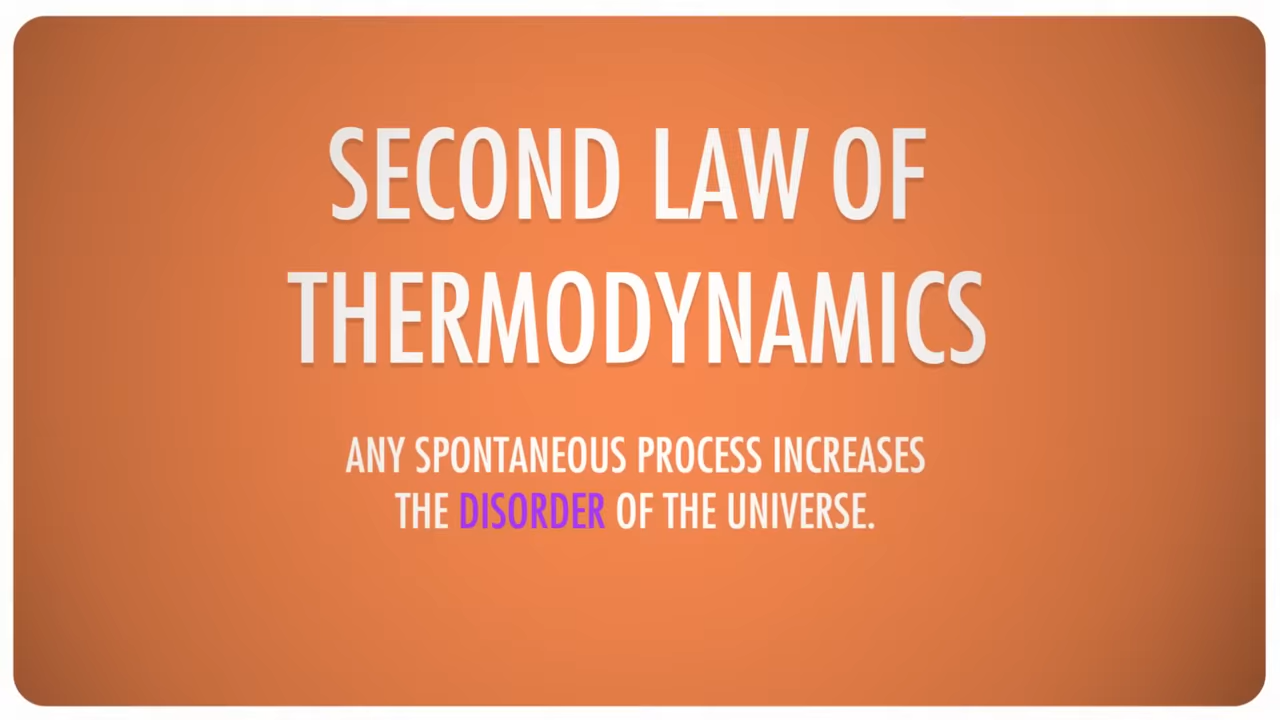 SECOND LAW OF
THERMODYNAMICS
ANY SPONTANEOUS PROCESS INCREASES
THE DISORDER OF THE UNIVERSE.